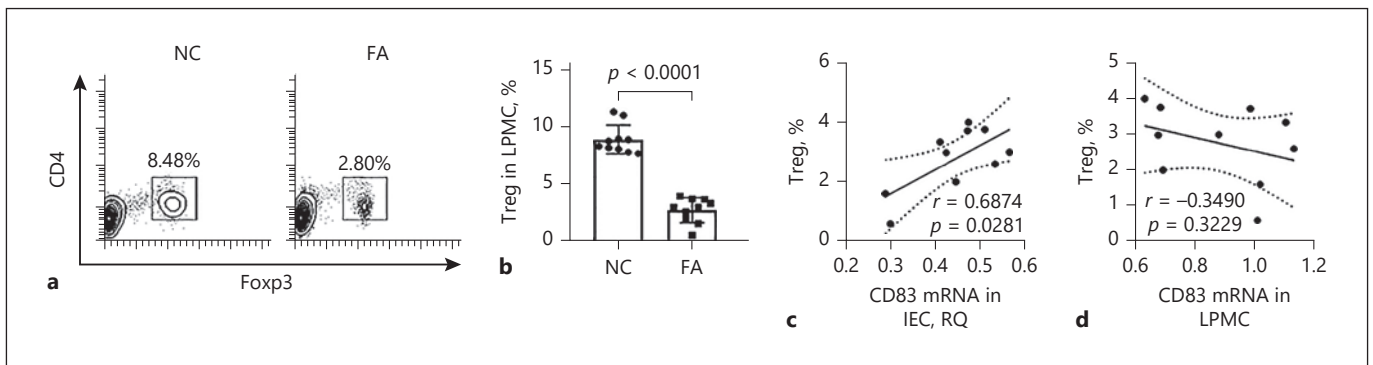 NC
FA
CD4
8.48%
2.80%
Foxp3
a
Treg in LPMC, %
15
10
5
0
p < 0.0001
NC
FA
b
Treg, %
6
4
2
0
r = 0.6874
p = 0.0281
0.2
0.3
0.4
0.5
0.6
CD83 mRNA in
IEC, RQ
c
Treg, %
5
4
3
2
1
0
r = –0.3490
p = 0.3229
0.6
0.8
1.0
1.2
CD83 mRNA in
LPMC
d